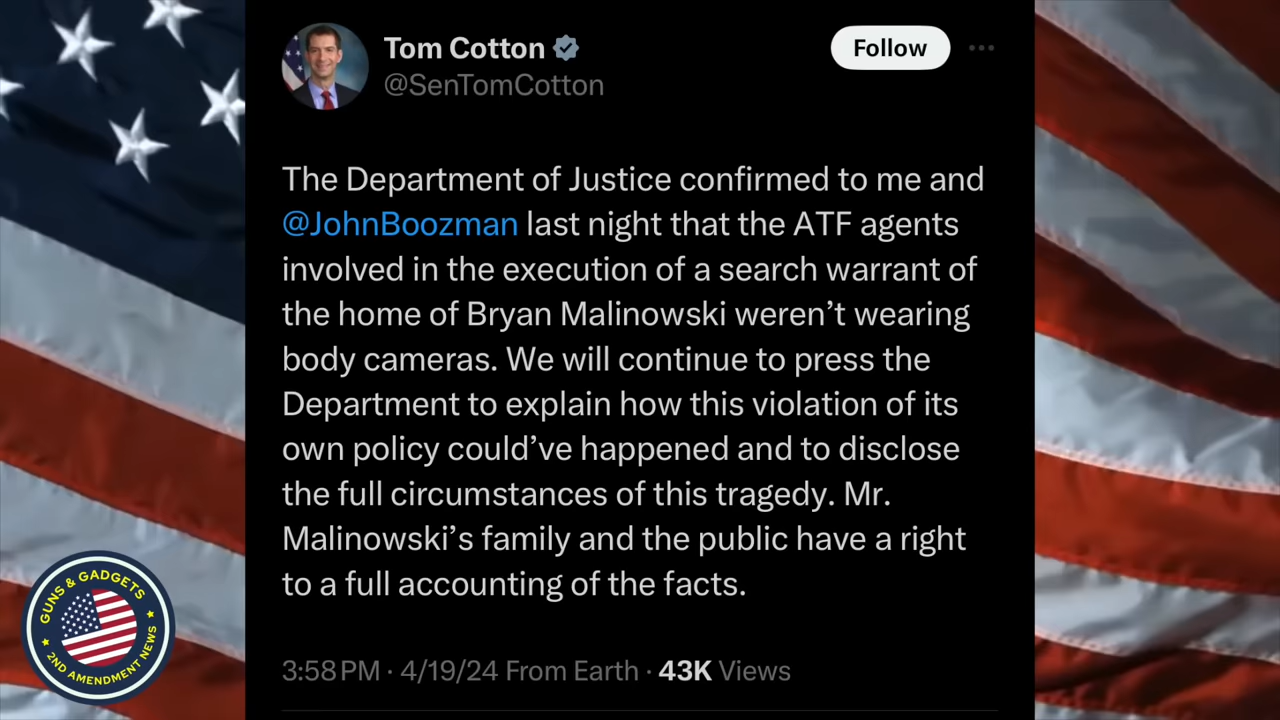 Tom Cotton
Follow
@SenTomCotton
The Department of Justice confirmed to me and
@JohnBoozman last night that the ATF agents
involved in the execution of a search warrant of
the home of Bryan Malinowski weren’t wearing
body cameras. We will continue to press the
Department to explain how this violation of its
own policy could’ve happened and to disclose
the full circumstances of this tragedy. Mr.
Malinowski’s family and the public have a right
to a full accounting of the facts.
3:58 PM · 4/19/24 From Earth · 43K Views
GUNS & GADGETS
2ND AMENDMENT NEWS